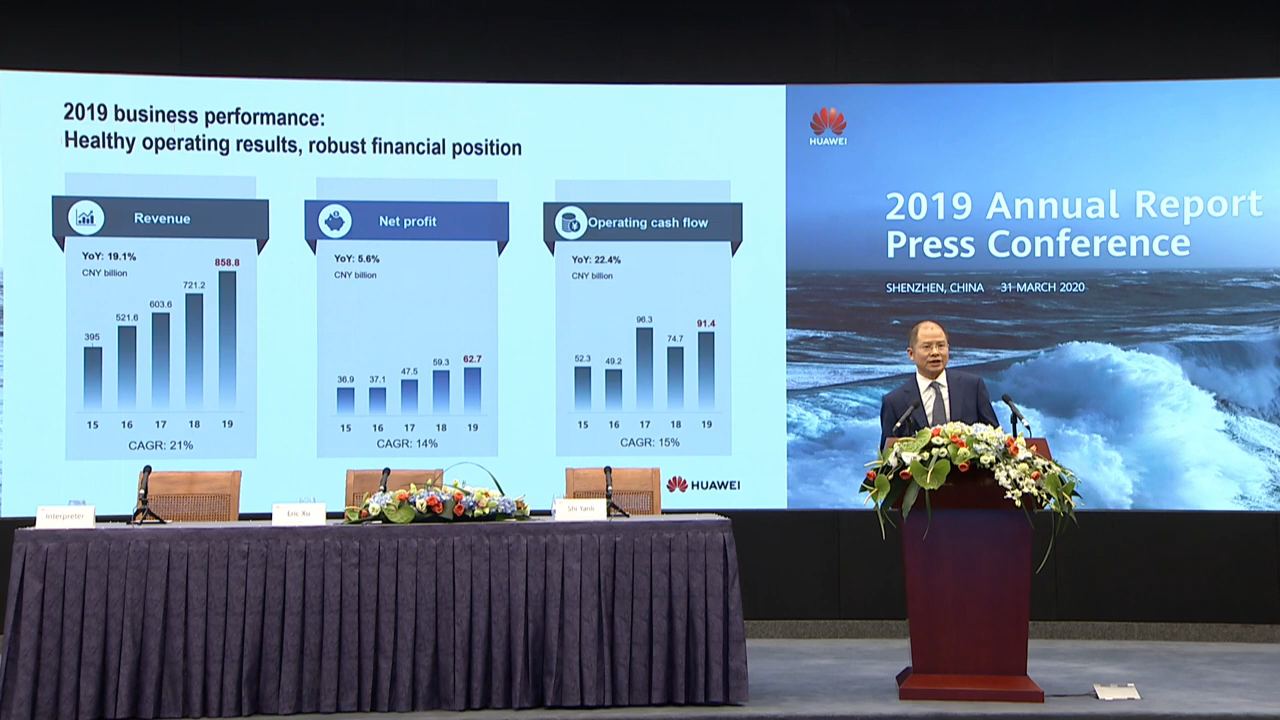 2019 business performance:
Healthy operating results, robust financial position
Revenue
YoY: 19.1%
CNY billion
395
521.6
603.6
721.2
858.8
15 16 17 18 19
CAGR: 21%
Net profit
YoY: 5.6%
CNY billion
36.9
37.1
47.5
59.3
62.7
15 16 17 18 19
CAGR: 14%
Operating cash flow
YoY: 22.4%
CNY billion
52.3
49.2
96.3
74.7
91.4
15 16 17 18 19
CAGR: 15%
HUAWEI
HUAWEI
2019 Annual Report
Press Conference
SHENZHEN, CHINA 31 MARCH 2020
Interpreter
Eric Xu
Shi Yanli